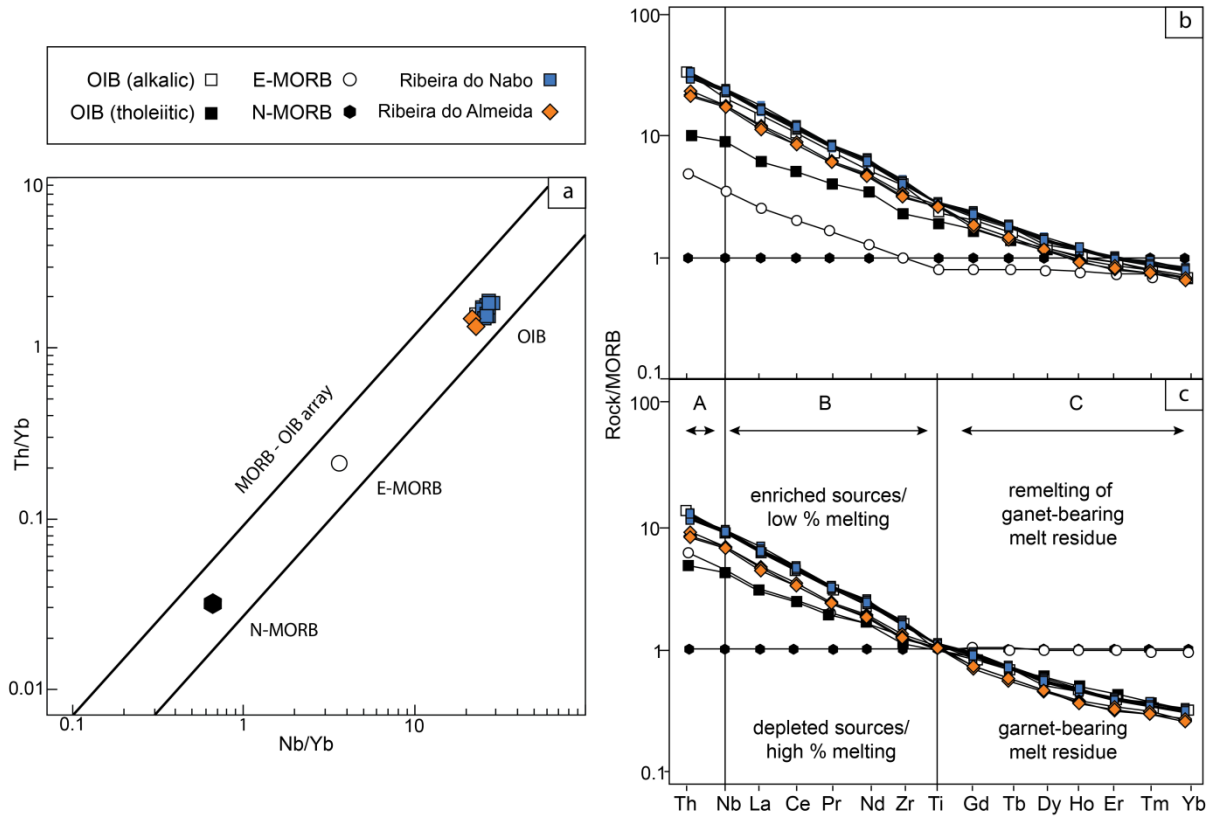 OIB (alkalic)
E-MORB
Ribeira do Nabo
OIB (tholeiitic)
N-MORB
Ribeira do Almeida
a
10
1
0.1
0.01
Th/Yb
MORB - OIB array
OIB
E-MORB
N-MORB
0.1
1
10
Nb/Yb
b
100
10
1
0.1
Rock/MORB
c
A
B
C
100
10
1
0.1
enriched sources/
low % melting
remelting of
ganet-bearing
melt residue
depleted sources/
high % melting
garnet-bearing
melt residue
Th Nb La Ce Pr Nd Zr Ti Gd Tb Dy Ho Er Tm Yb